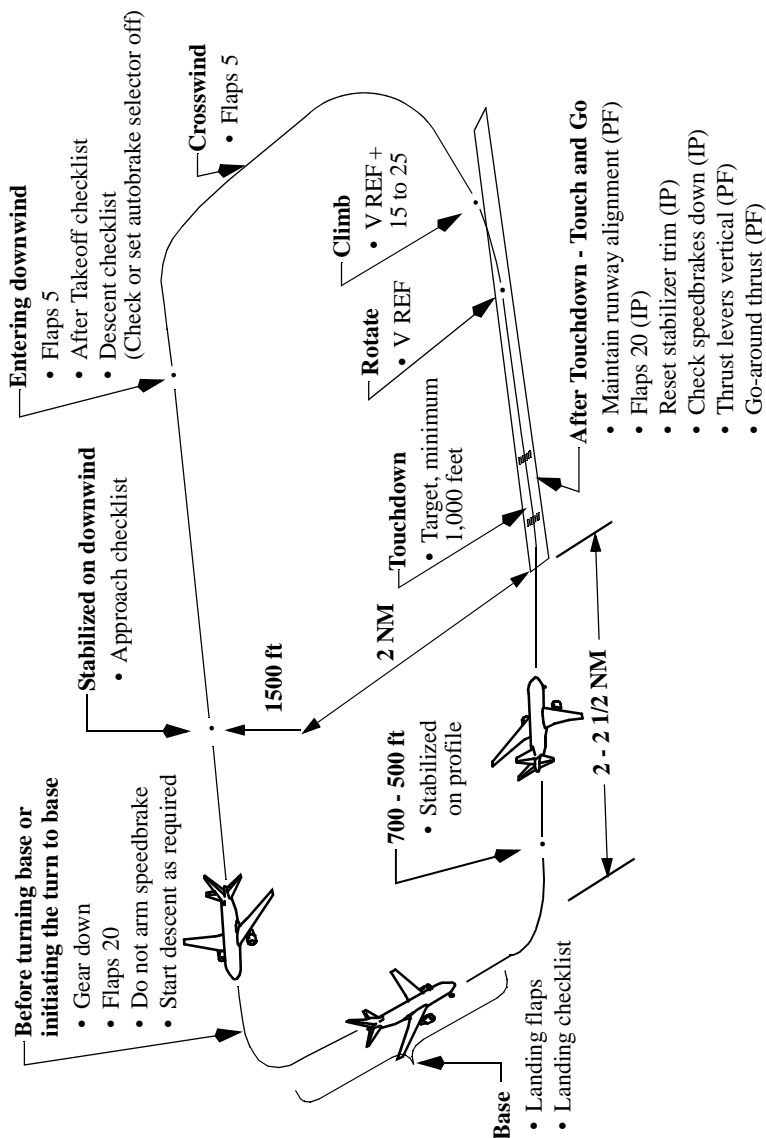 Before turning base or
initiating the turn to base
• Gear down
• Flaps 20
• Do not arm speedbrake
• Start descent as required
Stabilized on downwind
• Approach checklist
Entering downwind
• Flaps 5
• After Takeoff checklist
• Descent checklist
(Check or set autobrake selector off)
Crosswind
• Flaps 5
1500 ft
2 NM
Climb
• V REF +
15 to 25
Rotate
• V REF
Touchdown
• Target, minimum
1,000 feet
700 - 500 ft
• Stabilized
on profile
Base
• Landing flaps
• Landing checklist
2 - 2 1/2 NM
After Touchdown - Touch and Go
• Maintain runway alignment (PF)
• Flaps 20 (IP)
• Reset stabilizer trim (IP)
• Check speedbrakes down (IP)
• Thrust levers vertical (PF)
• Go-around thrust (PF)